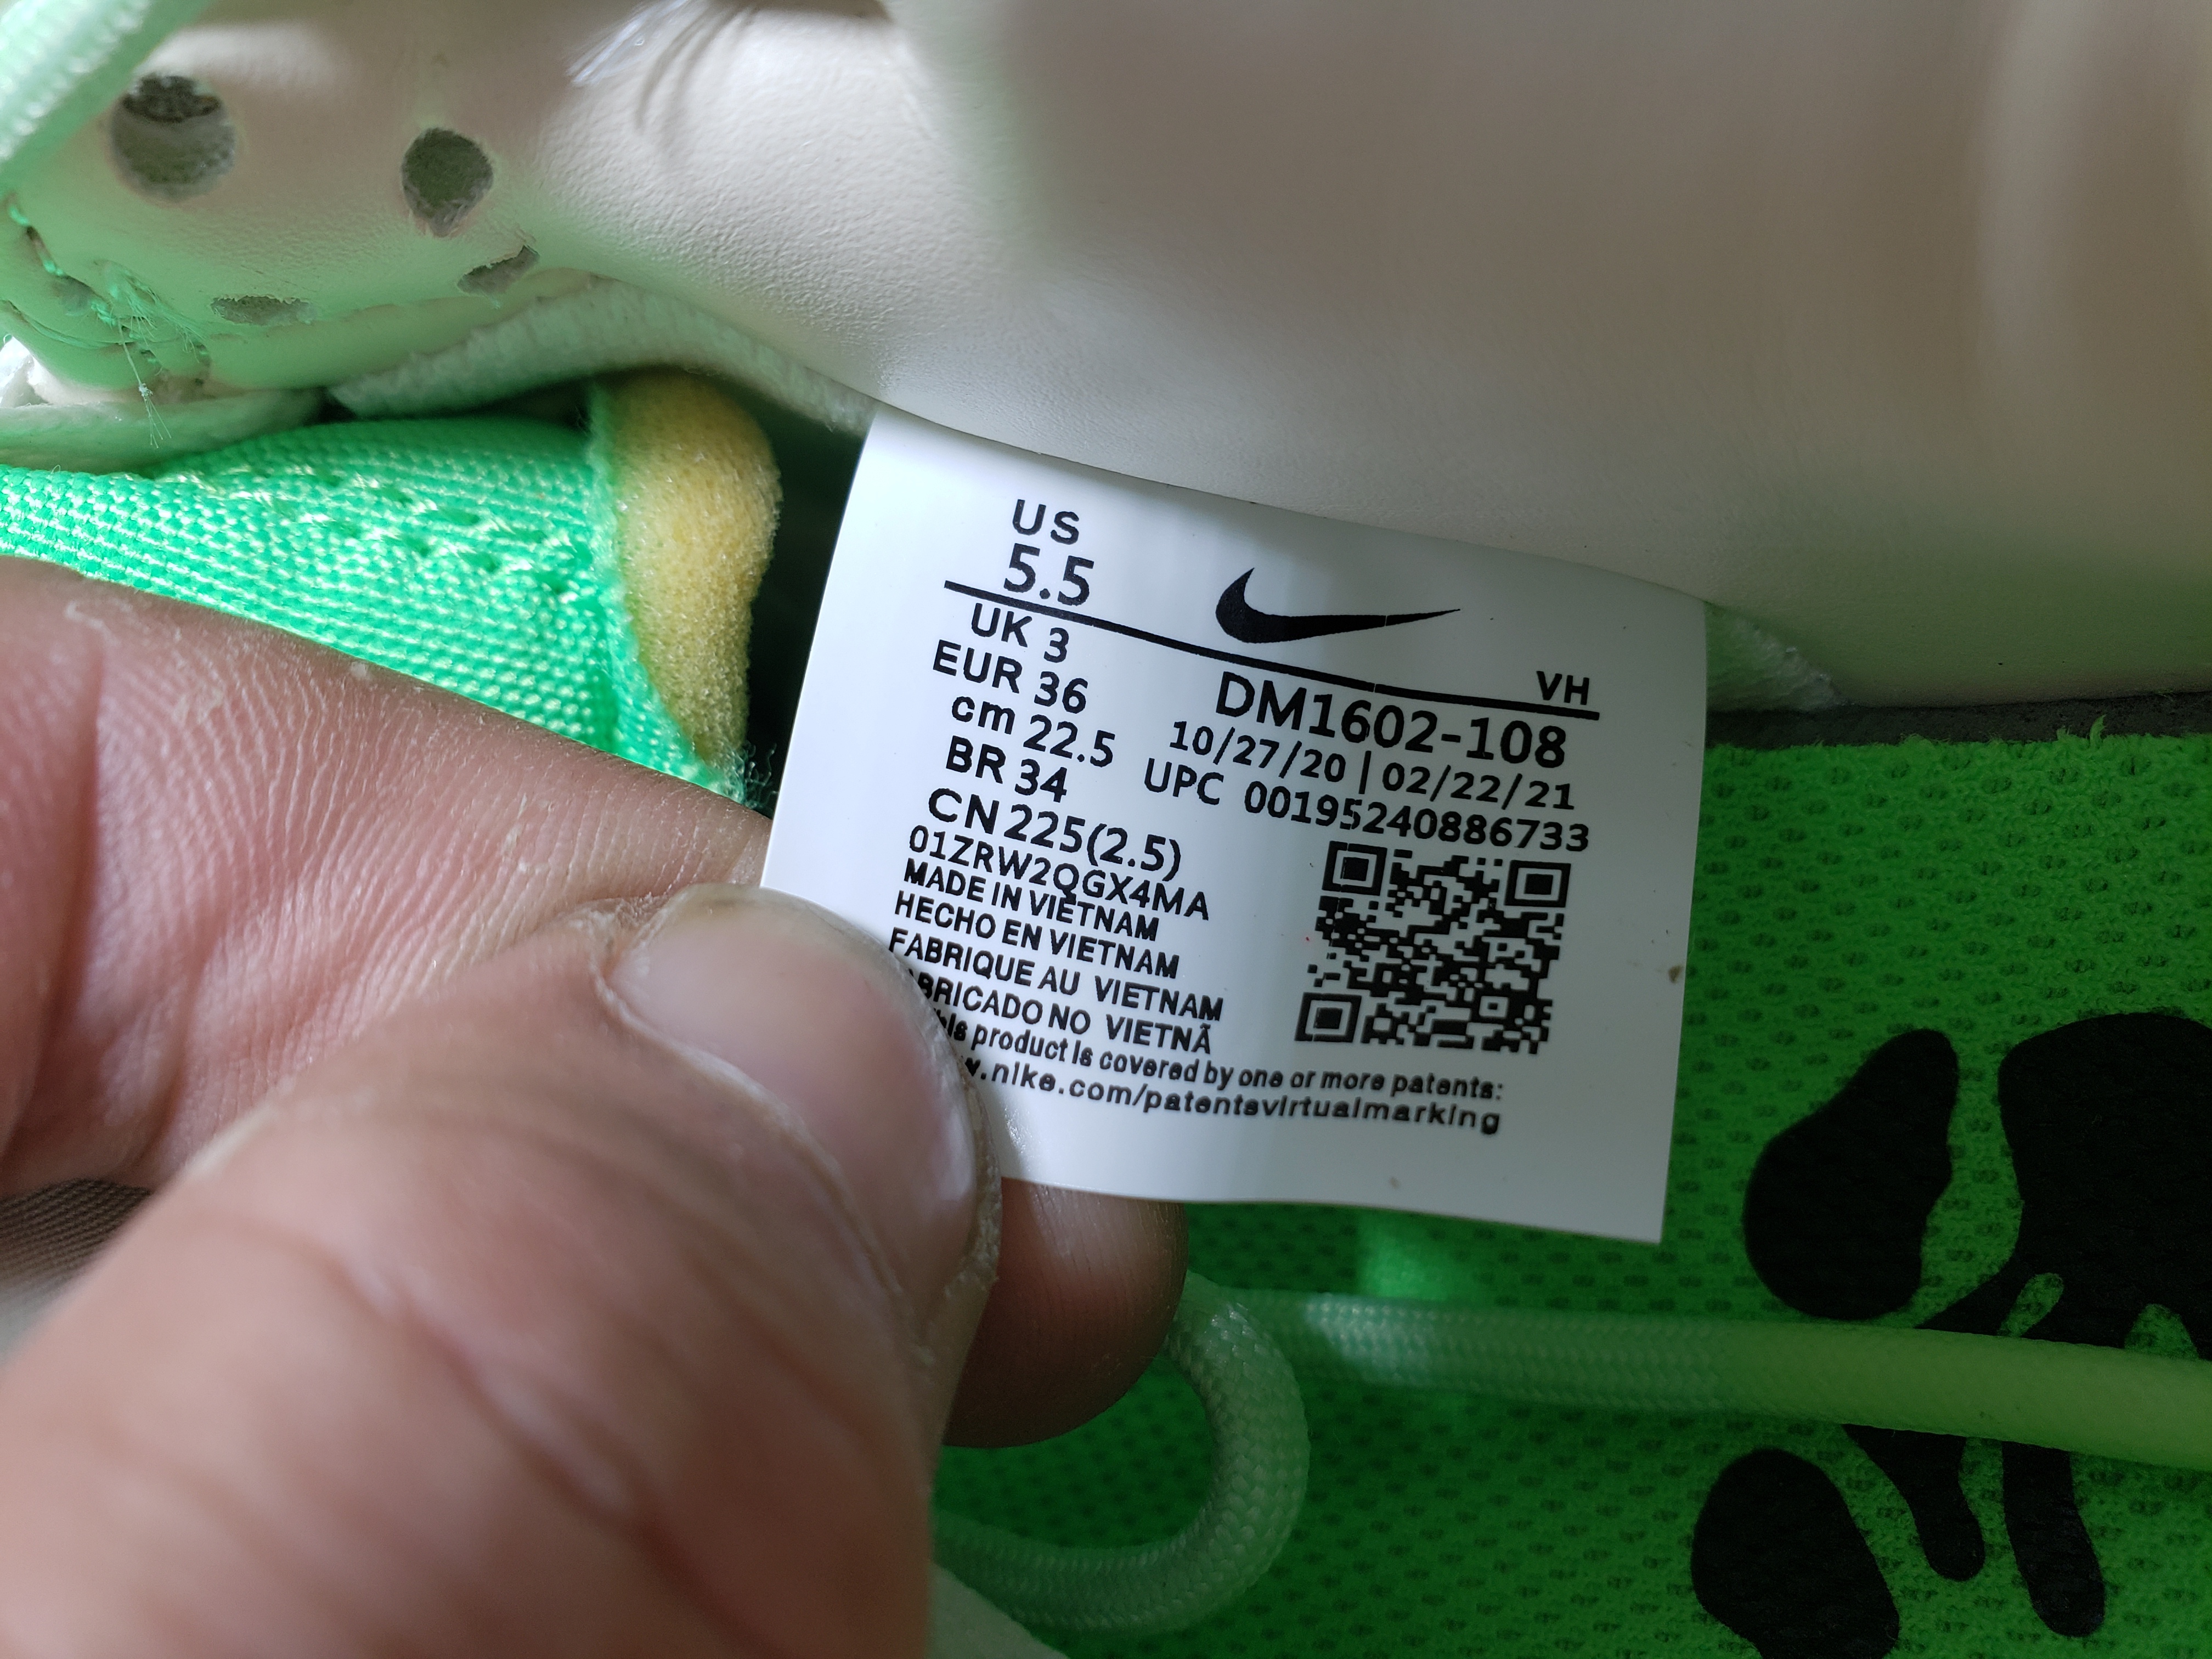 US
5.5
UK 3
EUR 36
cm 22.5
BR 34
CN 225(2.5)
VH
DM1602-108
10/27/20 | 02/22/21
UPC 00195240886733
01ZRW2QGX4MA
MADE IN VIETNAM
HECHO EN VIETNAM
FABRIQUE AU VIETNAM
BRICADO NO VIETNÃ
his product is covered by one or more patents:
.nike.com/patentsvirtualmarking